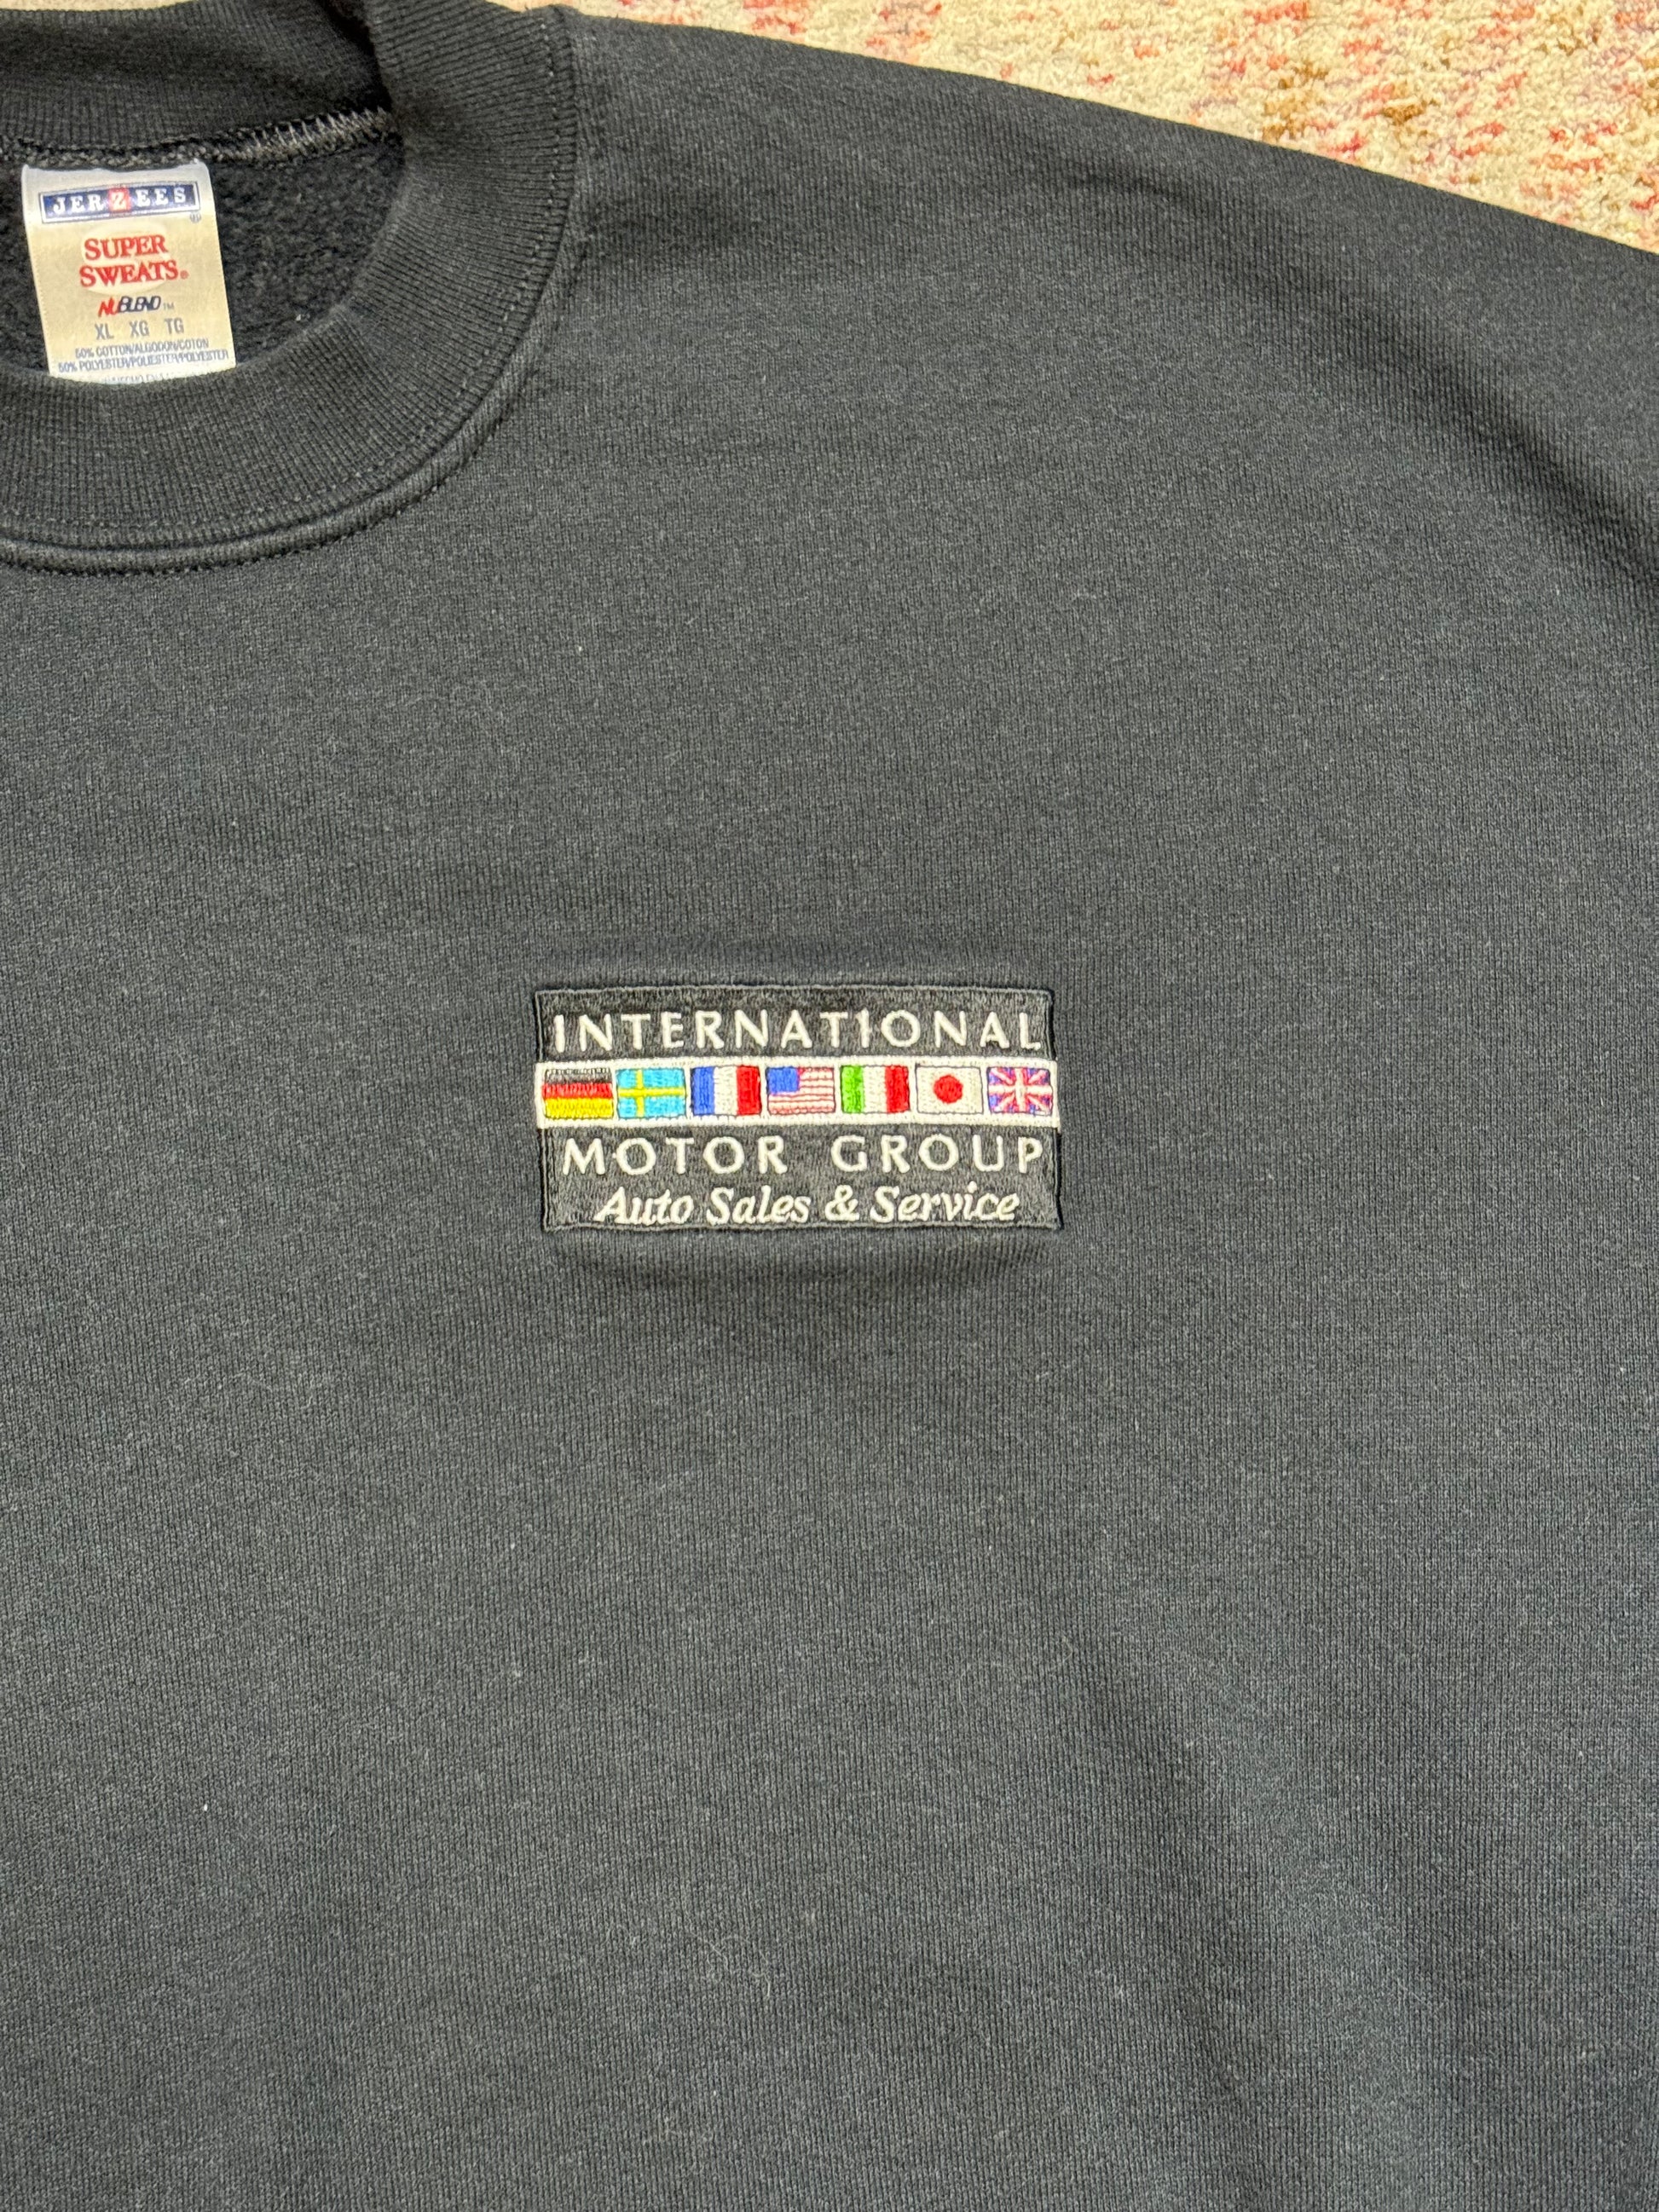 JERZEES
®
SUPER
SWEATS®
NUBLEND™
XL XG TG
50% COTTON/ALGODON/COTON
50% POLYESTER/POLIESTER/POLYESTER
INTERNATIONAL
MOTOR GROUP
Auto Sales & Service